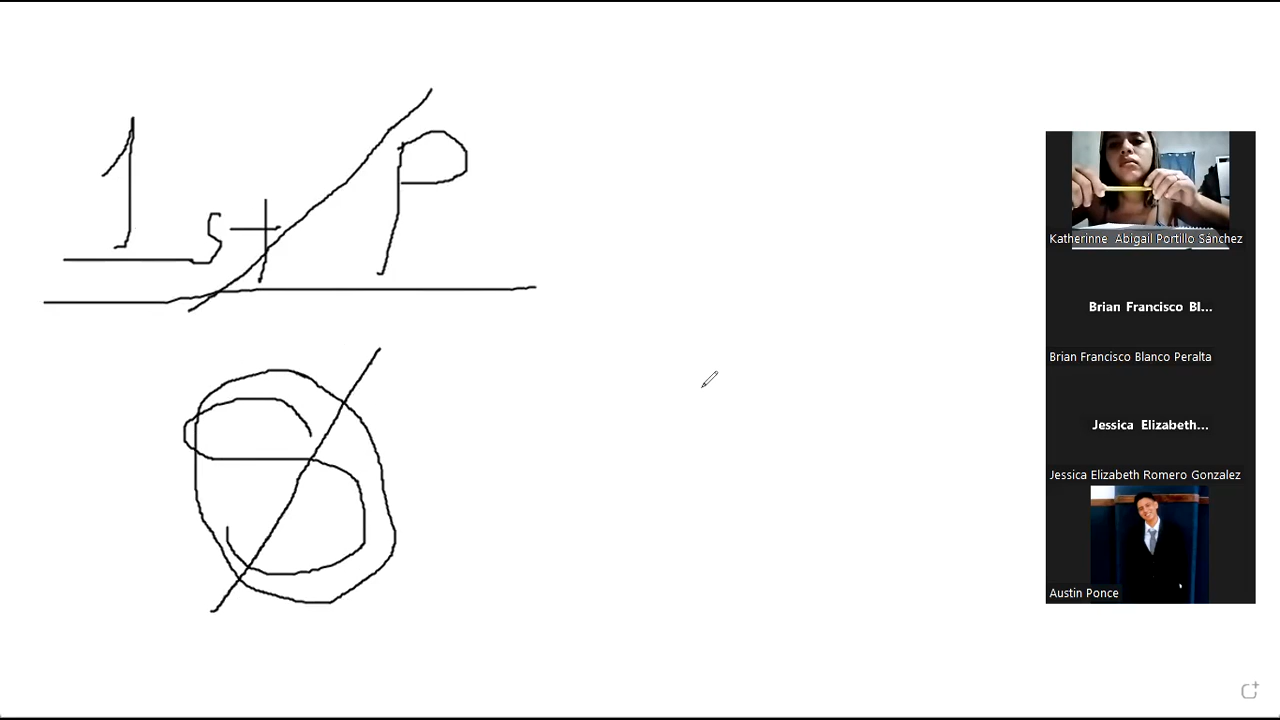 1st P
S
Katherinne Abigail Portillo Sánchez
Brian Francisco Bl...
Brian Francisco Blanco Peralta
Jessica Elizabeth...
Jessica Elizabeth Romero Gonzalez
Austin Ponce